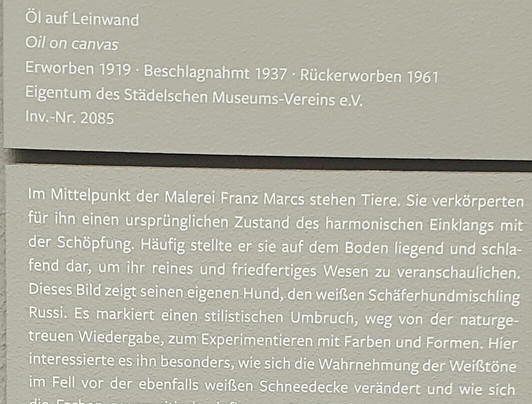 Öl auf Leinwand
Oil on canvas
Erworben 1919 · Beschlagnahmt 1937 · Rückerworben 1961
Eigentum des Städelschen Museums-Vereins e.V.
Inv.-Nr. 2085
Im Mittelpunkt der Malerei Franz Marcs stehen Tiere. Sie verkörperten
für ihn einen ursprünglichen Zustand des harmonischen Einklangs mit
der Schöpfung. Häufig stellte er sie auf dem Boden liegend und schla-
fend dar, um ihr reines und friedfertiges Wesen zu veranschaulichen.
Dieses Bild zeigt seinen eigenen Hund, den weißen Schäferhundmischling
Russi. Es markiert einen stilistischen Umbruch, weg von der naturge-
treuen Wiedergabe, zum Experimentieren mit Farben und Formen. Hier
interessierte es ihn besonders, wie sich die Wahrnehmung der Weißtöne
im Fell vor der ebenfalls weißen Schneedecke verändert und wie sich